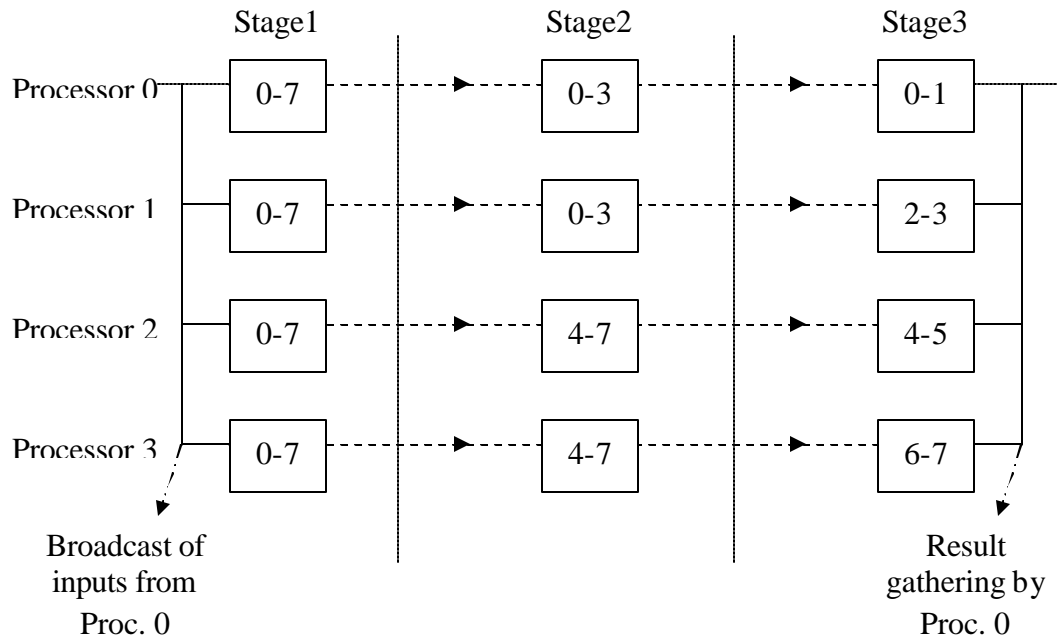 Stage1 Stage2 Stage3
Processor 0 0-7 0-3 0-1
Processor 1 0-7 0-3 2-3
Processor 2 0-7 4-7 4-5
Processor 3 0-7 4-7 6-7
Broadcast of
inputs from
Proc. 0
Result
gathering by
Proc. 0